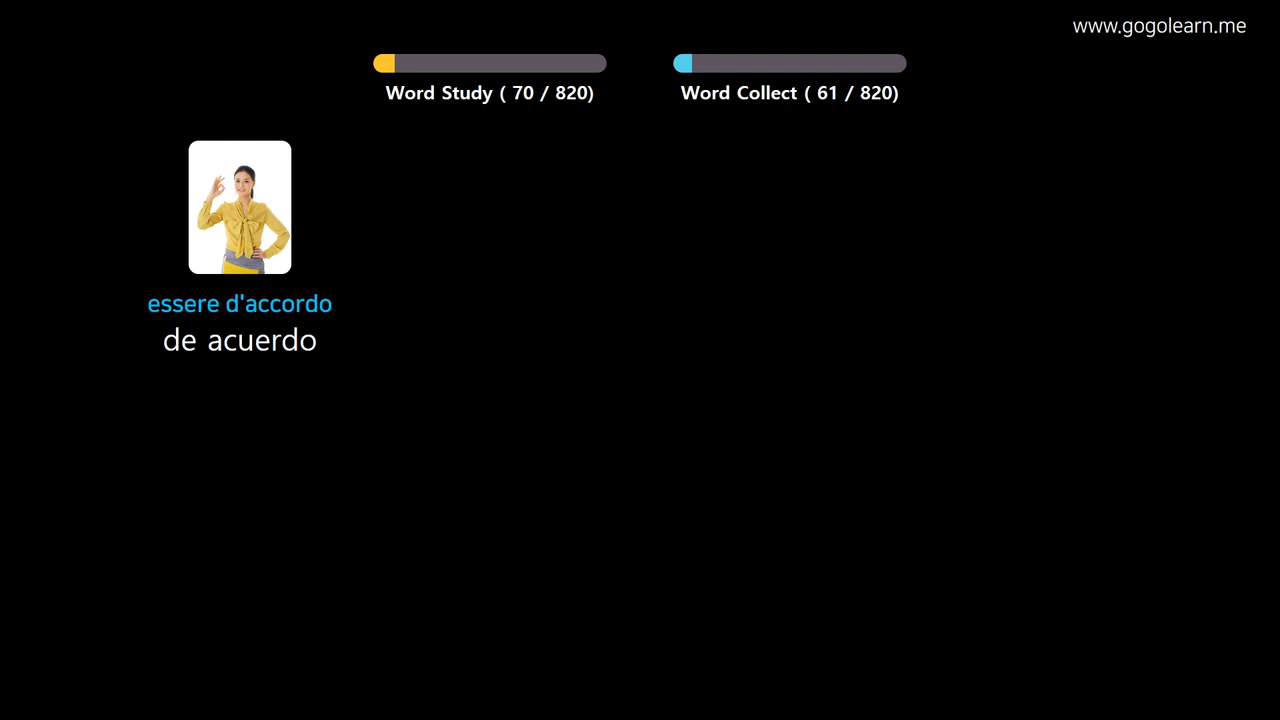 www.gogolearn.me
Word Study ( 70 / 820)
Word Collect ( 61 / 820)
essere d'accordo
de acuerdo